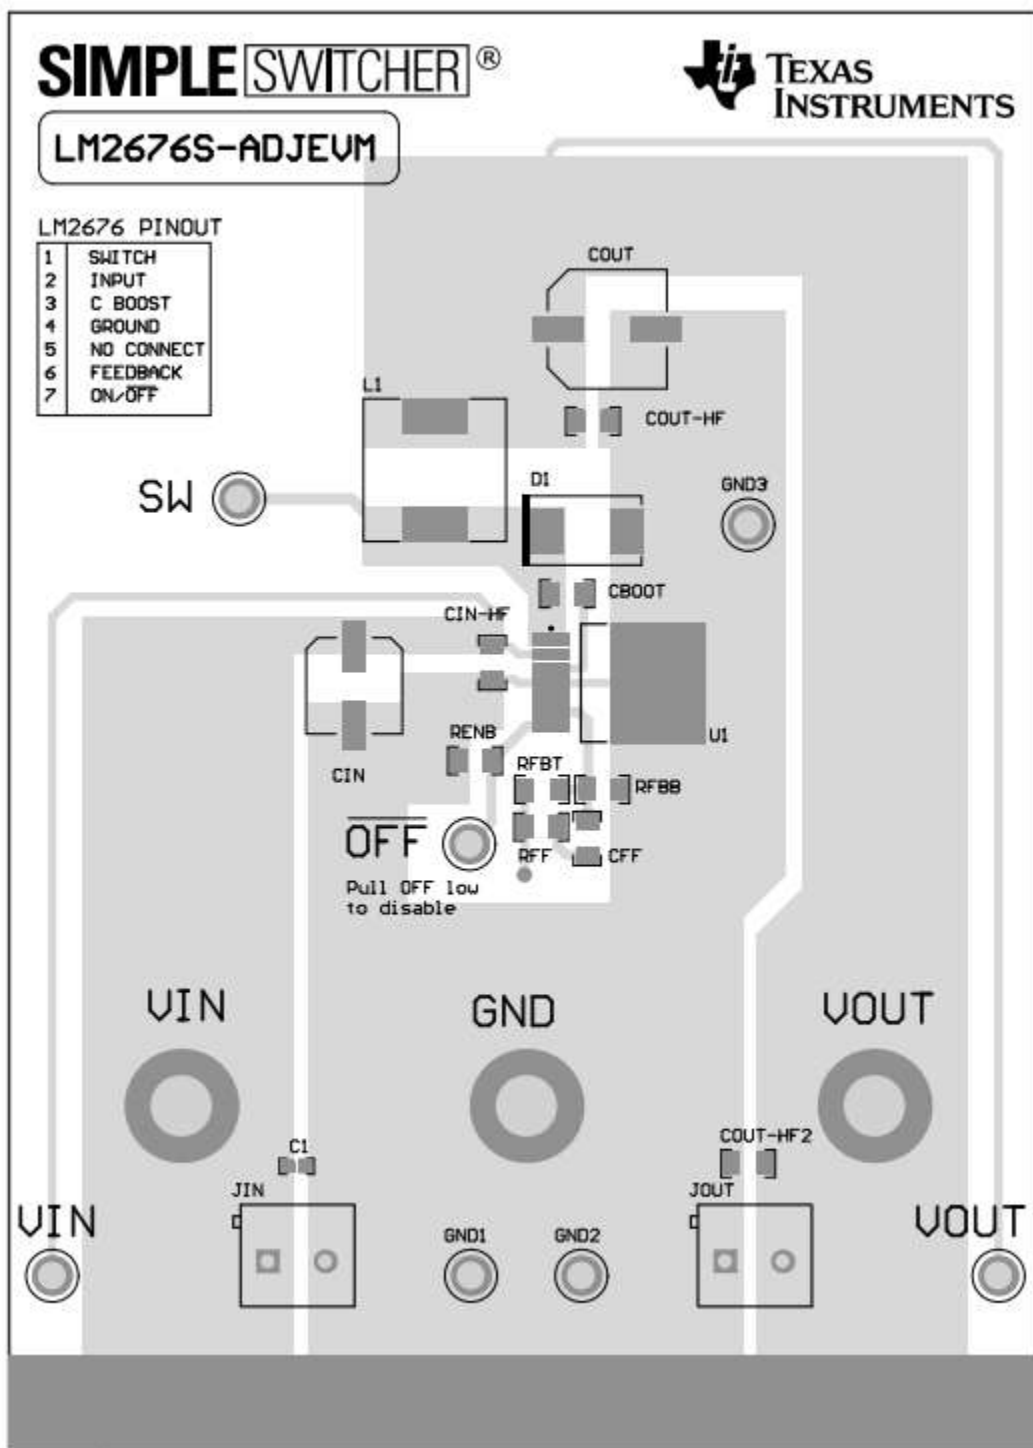 SIMPLE SWITCHER ®
TEXAS
INSTRUMENTS
LM2676S-ADJEVM
LM2676 PINOUT
1 SWITCH
2 INPUT
3 C BOOST
4 GROUND
5 NO CONNECT
6 FEEDBACK
7 ON/OFF
COUT
L1
COUT-HF
D1
GND3
SW
CBOOT
CIN-HF
U1
RENB
RFBT
RFBB
CIN
OFF
RFF
CFF
Pull OFF low
to disable
VIN
GND
VOUT
C1
COUT-HF2
JIN
JOUT
VIN
GND1
GND2
VOUT